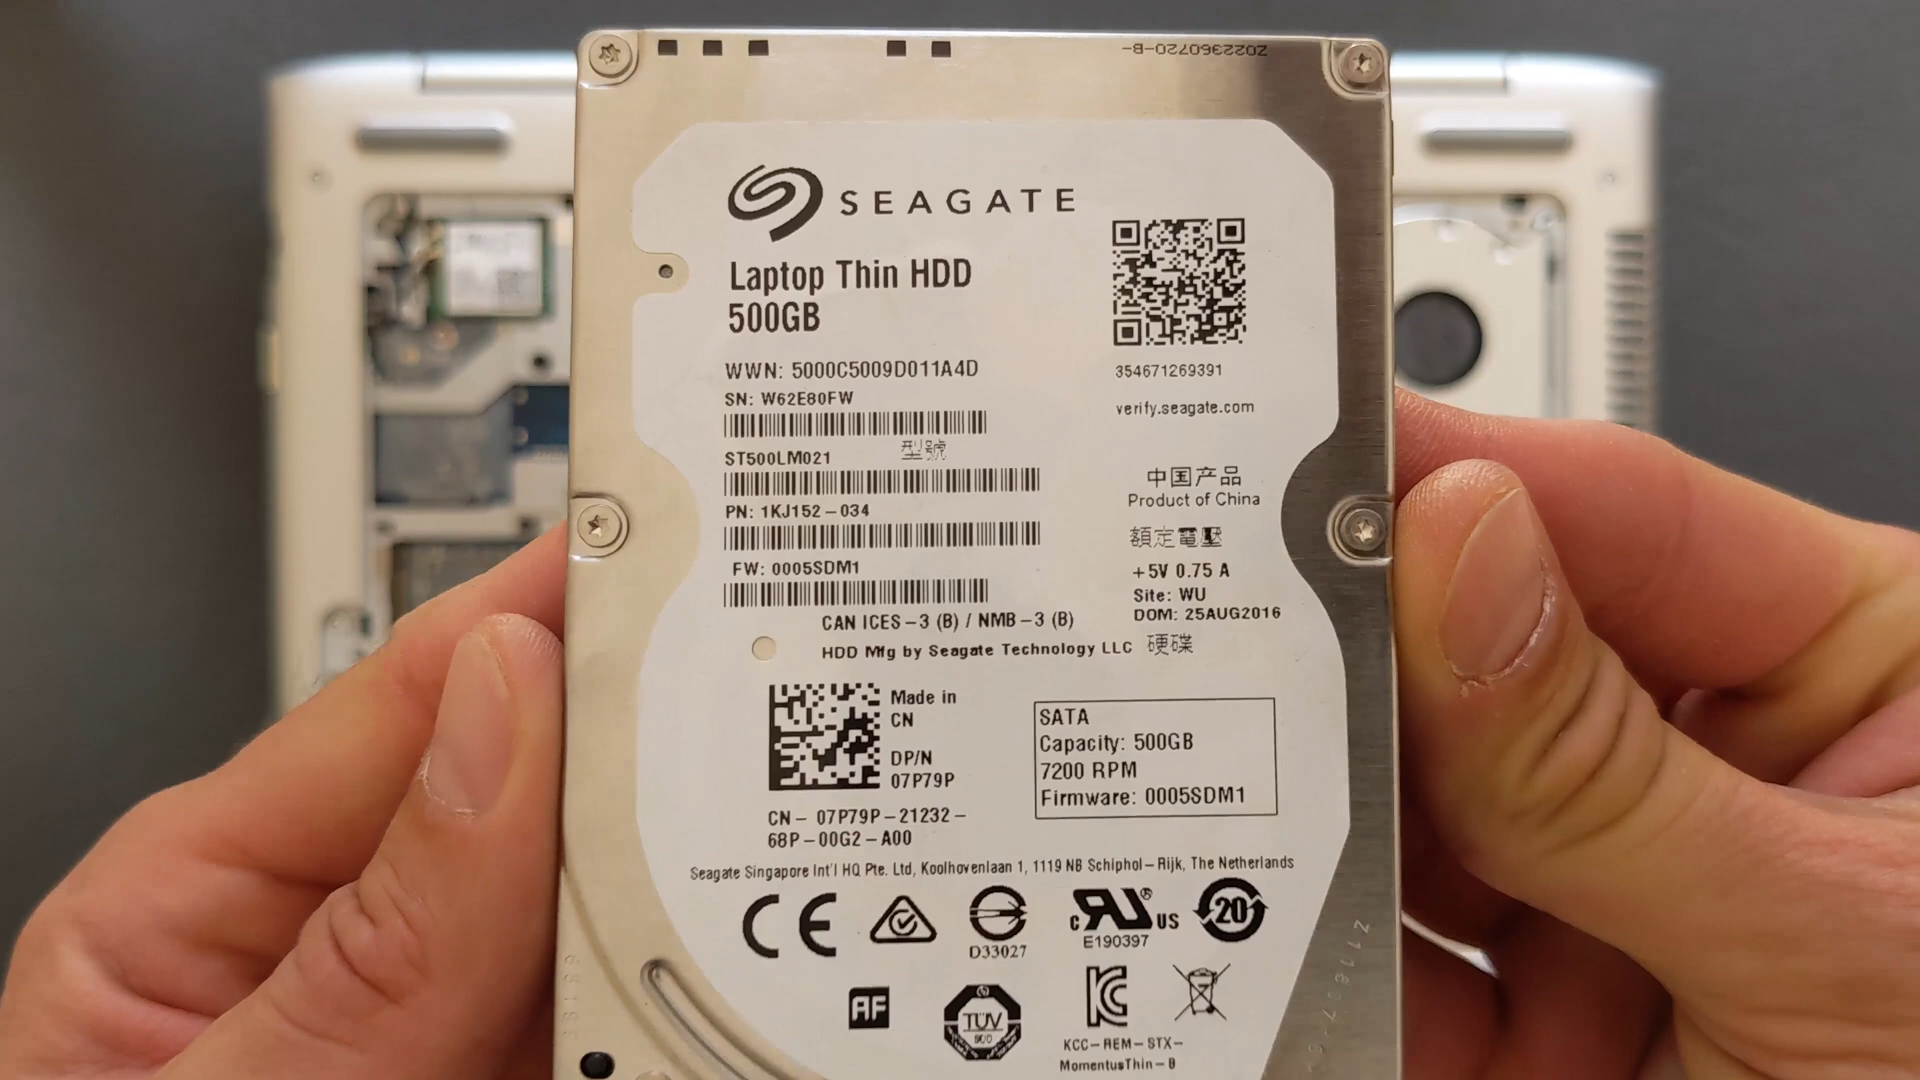 Z022360720-B-
SEAGATE
Laptop Thin HDD
500GB
WWN: 5000C5009D011A4D
SN: W62E80FW
354671269391
verify.seagate.com
型號
ST500LM021
PN: 1KJ152-034
FW: 0005SDM1
中国产品
Product of China
額定電壓
+5V 0.75 A
Site: WU
DOM: 25AUG2016
CAN ICES-3 (B) / NMB-3 (B)
HDD Mfg by Seagate Technology LLC 硬碟
Made in
CN
DP/N
07P79P
CN- 07P79P-21232-
68P-00G2-A00
SATA
Capacity: 500GB
7200 RPM
Firmware: 0005SDM1
Seagate Singapore Int'l HQ Pte. Ltd, Koolhovenlaan 1, 1119 NB Schiphol-Rijk, The Netherlands
CE
D33027
c RU ® US
E190397
20
AF
TÜV
SÜD
KC
KCC-REM-STX-
MomentusThin-B